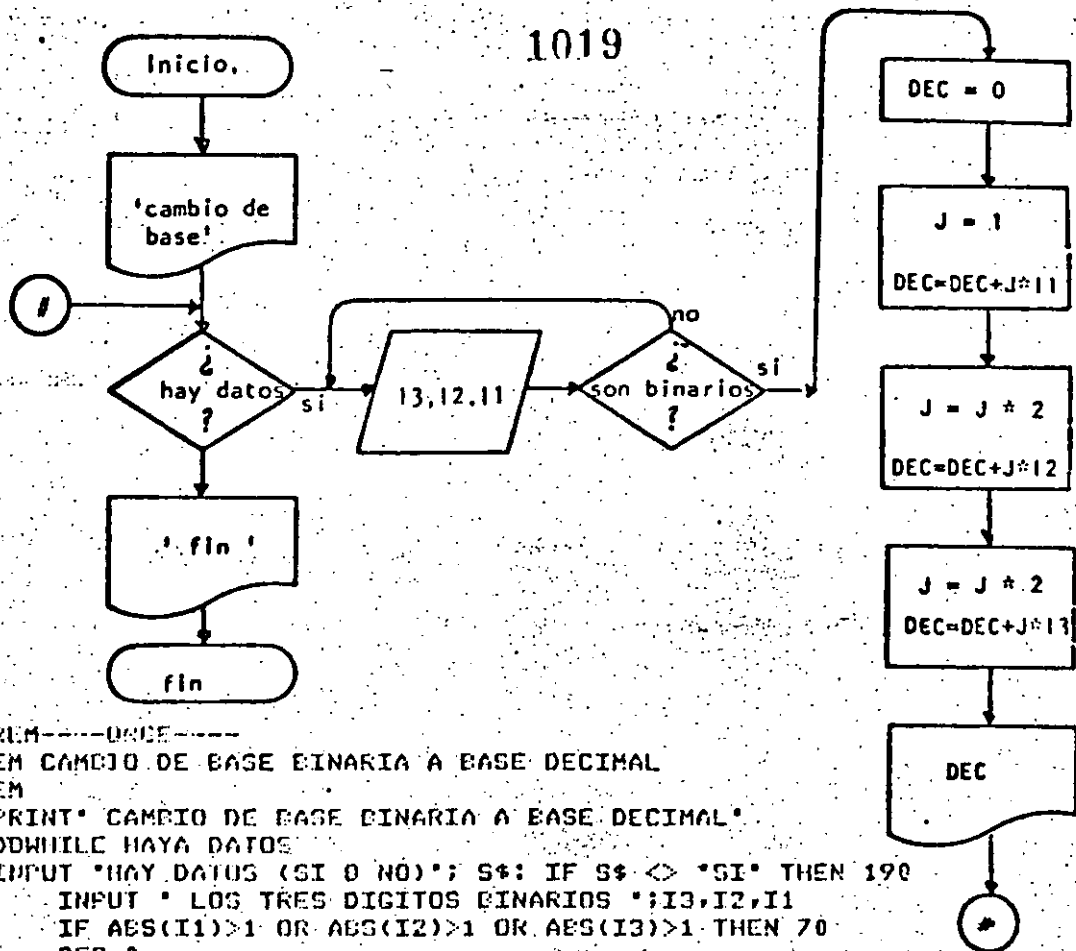 1019
Inicio.
'cambio de
base'
#
¿
hay datos
?
si
I3,I2,I1
no
¿
son binarios
?
si
' fin '
fin
DEC = 0
J = 1
DEC=DEC+J*I1
J = J * 2
DEC=DEC+J*I2
J = J * 2
DEC=DEC+J*I3
DEC
#
REM----ONCE----
EM CAMBIO DE BASE BINARIA A BASE DECIMAL
EM
PRINT" CAMBIO DE BASE BINARIA A BASE DECIMAL"
DOWHILE HAYA DATOS
INPUT "HAY DATOS (SI O NO)"; S$: IF S$ <> "SI" THEN 190
INPUT " LOS TRES DIGITOS BINARIOS ";I3,I2,I1
IF ABS(I1)>1 OR ABS(I2)>1 OR ABS(I3)>1 THEN 70